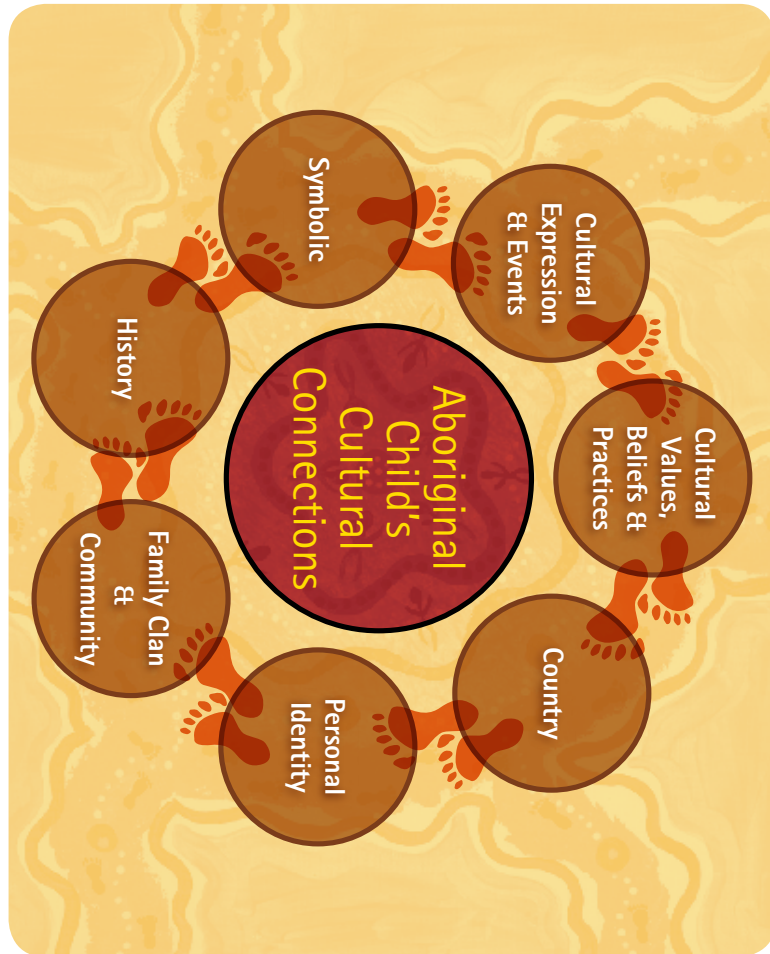 Aboriginal
Child's
Cultural
Connections
Cultural
Values,
Beliefs &
Practices
Country
Personal
Identity
Family Clan
&
Community
History
Symbolic
Cultural
Expression
& Events